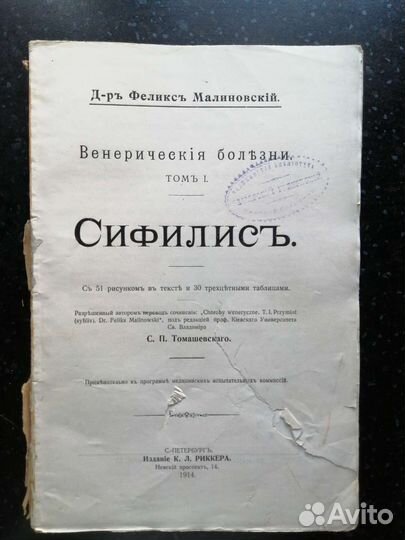 Д-ръ Феликсъ Малиновскій.
Венерическія болѣзни.
ТОМЪ I.
Сифилисъ.
Съ 51 рисункомъ въ текстѣ и 30 трехцвѣтными таблицами.
Разрѣшенный авторомъ переводъ сочиненія: „Choroby weneryczne. T. I. Przymiot
(syfilis). Dr. Feliks Malinowski“, подъ редакціей проф. Кіевскаго Университета
Св. Владиміра
С. П. Томашевскаго.
Примѣнительно къ программѣ медицинскихъ испытательныхъ коммиссій.
С.-ПЕТЕРБУРГЪ.
Изданіе К. Л. РИККЕРА.
Невскій проспектъ, 14.
1914.
Avito